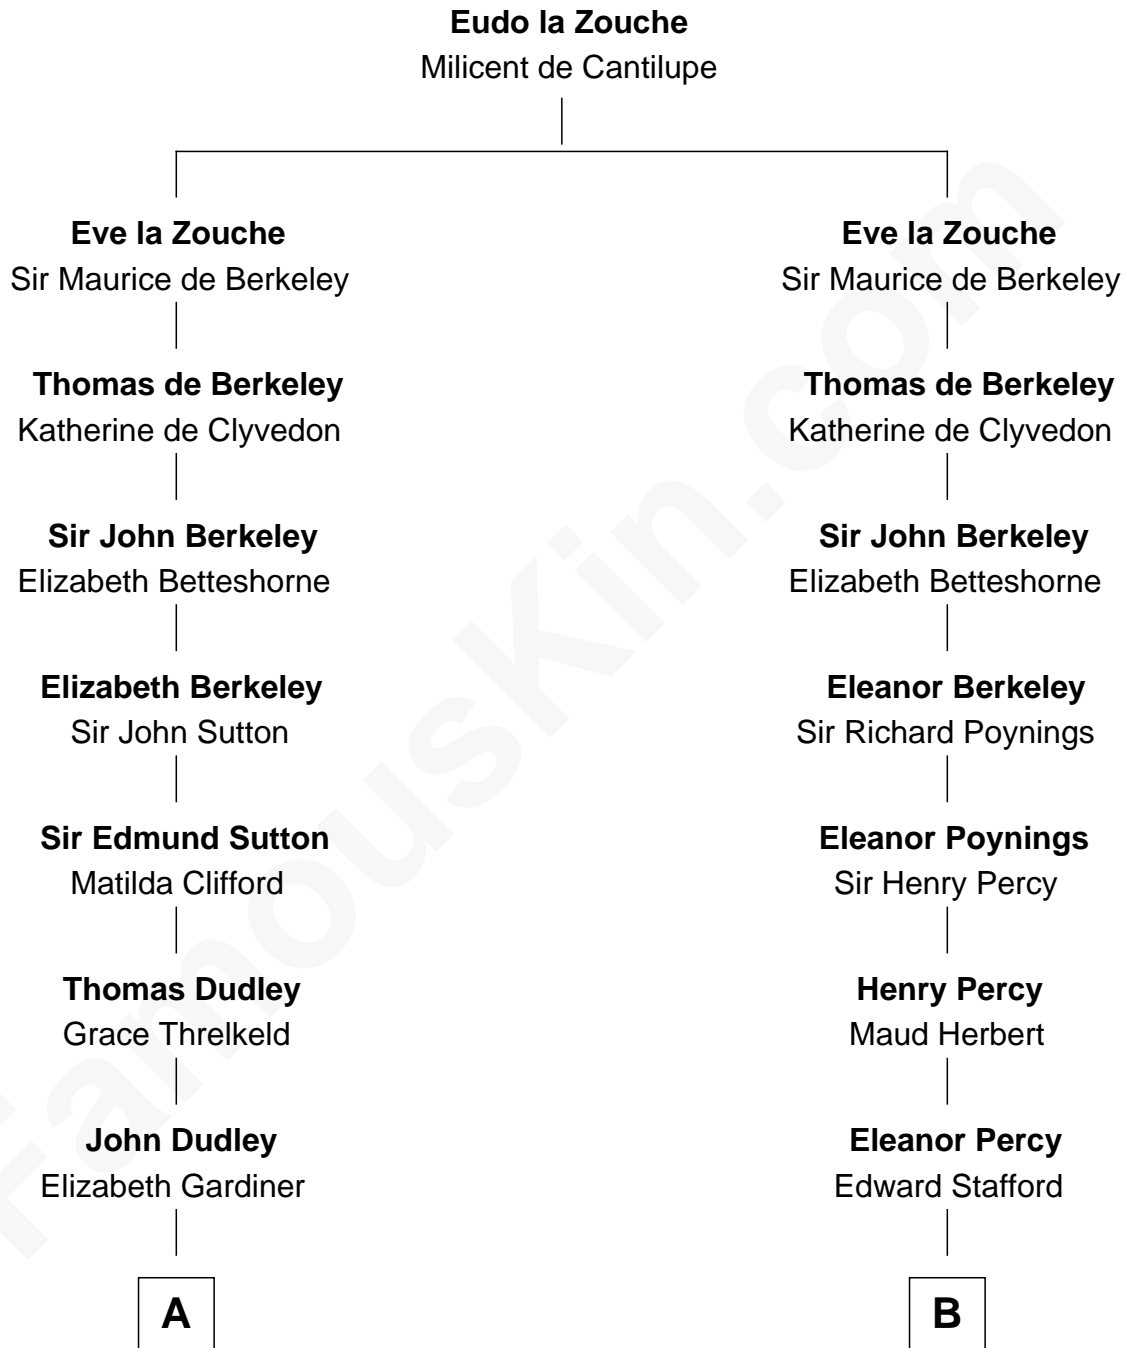 Eudo la Zouche
Milicent de Cantilupe
Eve la Zouche
Sir Maurice de Berkeley
Eve la Zouche
Sir Maurice de Berkeley
Thomas de Berkeley
Katherine de Clyvedon
Thomas de Berkeley
Katherine de Clyvedon
Sir John Berkeley
Elizabeth Betteshorne
Sir John Berkeley
Elizabeth Betteshorne
Elizabeth Berkeley
Sir John Sutton
Eleanor Berkeley
Sir Richard Poynings
Sir Edmund Sutton
Matilda Clifford
Eleanor Poynings
Sir Henry Percy
Thomas Dudley
Grace Threlkeld
Henry Percy
Maud Herbert
John Dudley
Elizabeth Gardiner
Eleanor Percy
Edward Stafford
A
B
FamousKin.com